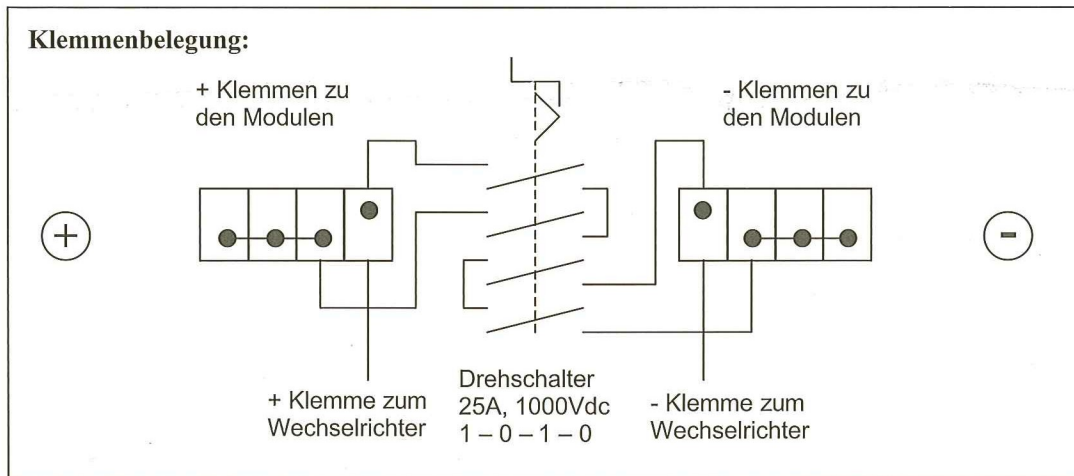 Klemmenbelegung:
+ Klemmen zu
den Modulen
- Klemmen zu
den Modulen
+
-
+ Klemme zum
Wechselrichter
Drehschalter
25A, 1000Vdc
1 – 0 – 1 – 0
- Klemme zum
Wechselrichter